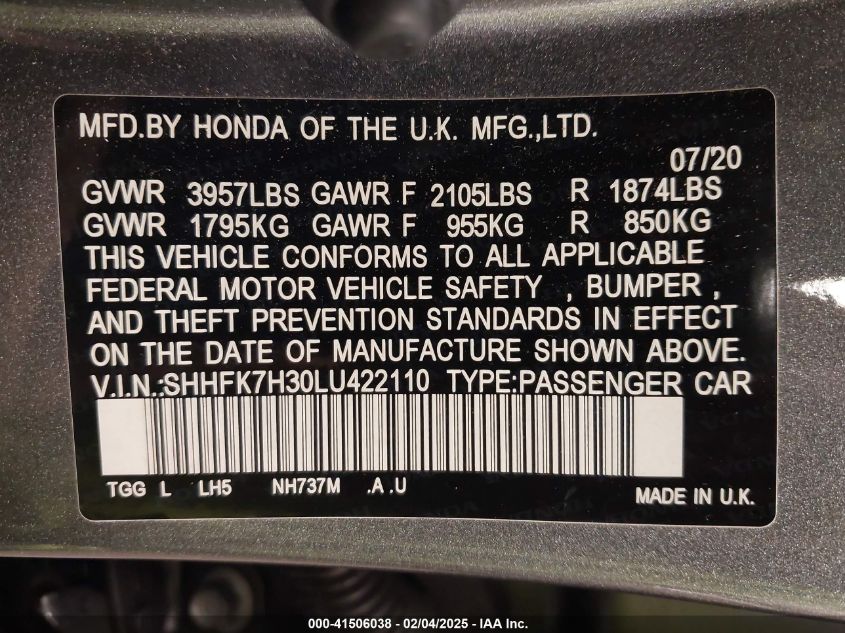 MFD.BY HONDA OF THE U.K. MFG.,LTD.
07/20
GVWR 3957LBS GAWR F 2105LBS R 1874LBS
GVWR 1795KG GAWR F 955KG R 850KG
THIS VEHICLE CONFORMS TO ALL APPLICABLE
FEDERAL MOTOR VEHICLE SAFETY , BUMPER ,
AND THEFT PREVENTION STANDARDS IN EFFECT
ON THE DATE OF MANUFACTURE SHOWN ABOVE.
V.I.N.:SHHFK7H30LU422110 TYPE:PASSENGER CAR
TGG L LH5 NH737M .A .U
MADE IN U.K.
000-41506038 — 02/04/2025 — IAA Inc.